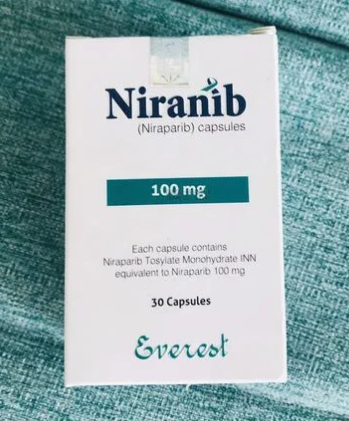 Niranib
(Niraparib) capsules
100 mg
Each capsule contains
Niraparib Tosylate Monohydrate INN
equivalent to Niraparib 100 mg
30 Capsules
Everest